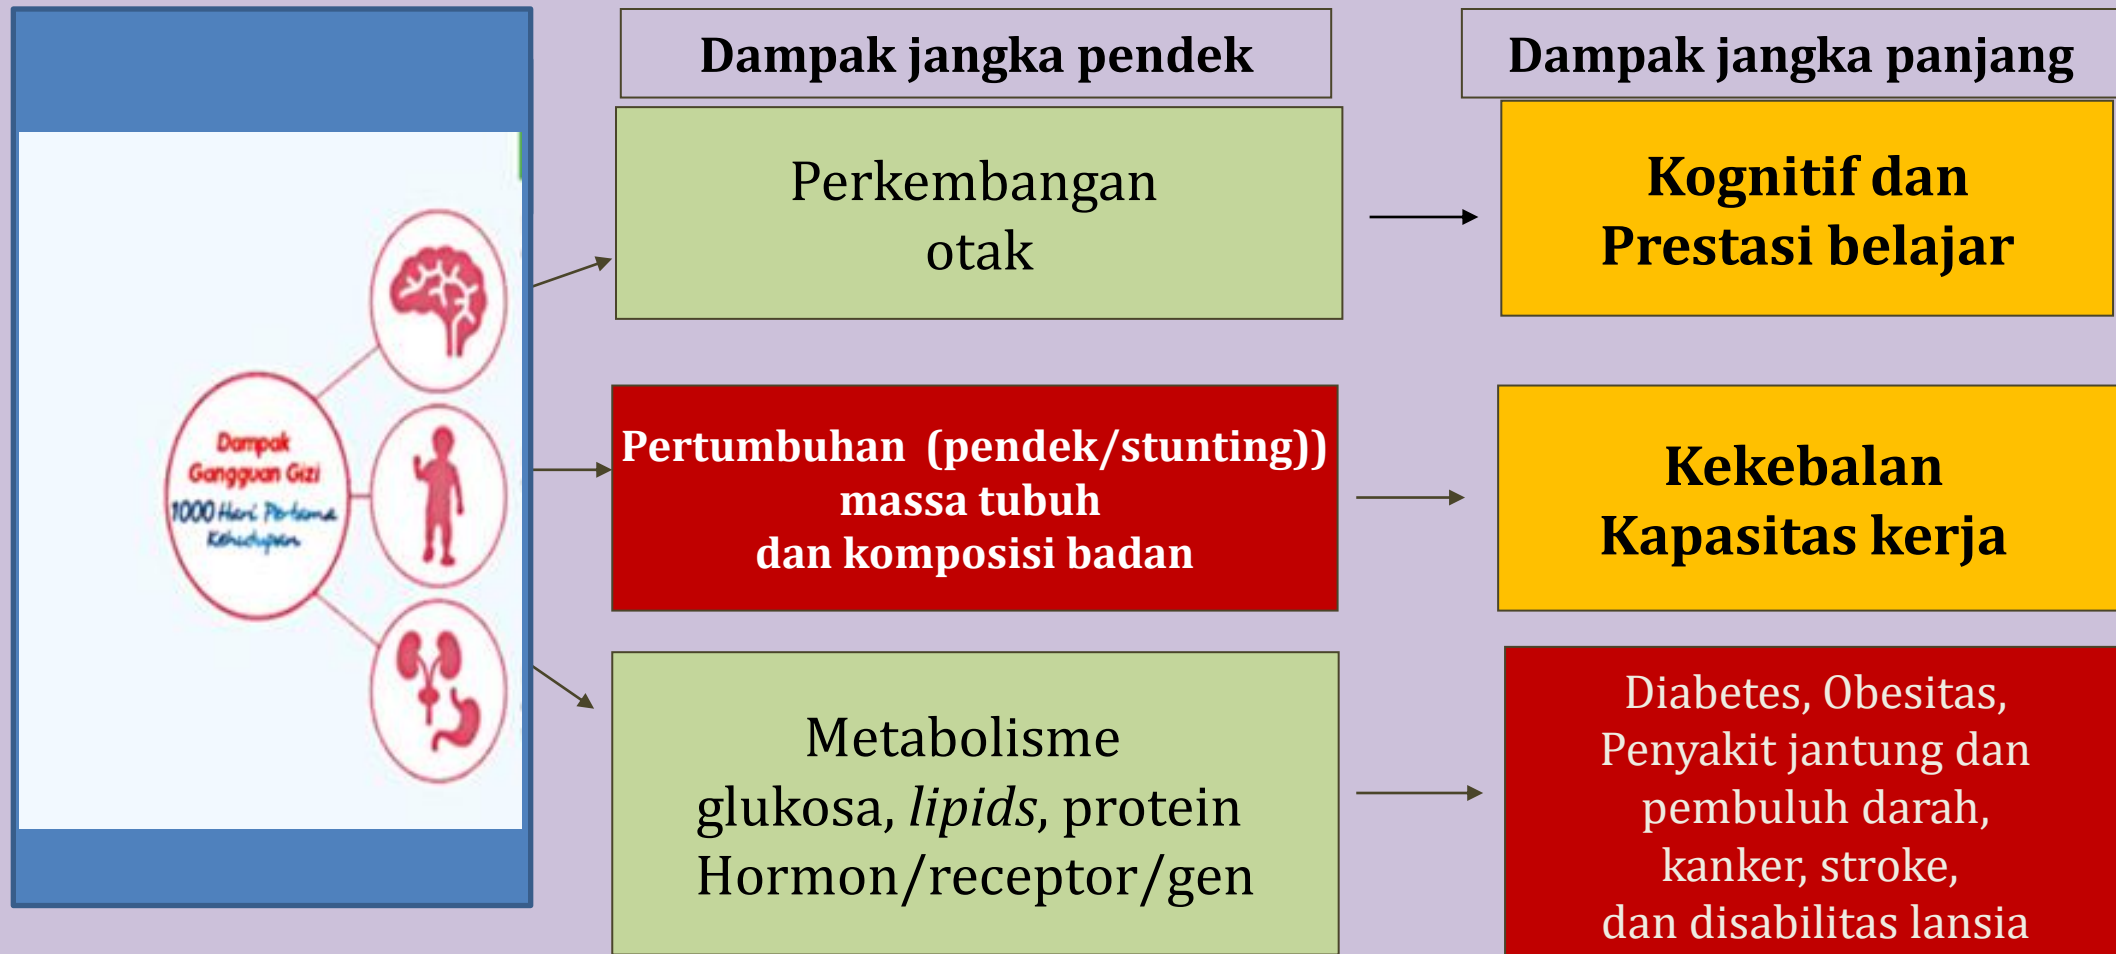 Dampak jangka pendek
Dampak jangka panjang
Dampak
Gangguan Gizi
1000 Hari Pertama
Kehidupan
Perkembangan
otak
Kognitif dan
Prestasi belajar
Pertumbuhan (pendek/stunting))
massa tubuh
dan komposisi badan
Kekebalan
Kapasitas kerja
Metabolisme
glukosa, lipids, protein
Hormon/receptor/gen
Diabetes, Obesitas,
Penyakit jantung dan
pembuluh darah,
kanker, stroke,
dan disabilitas lansia